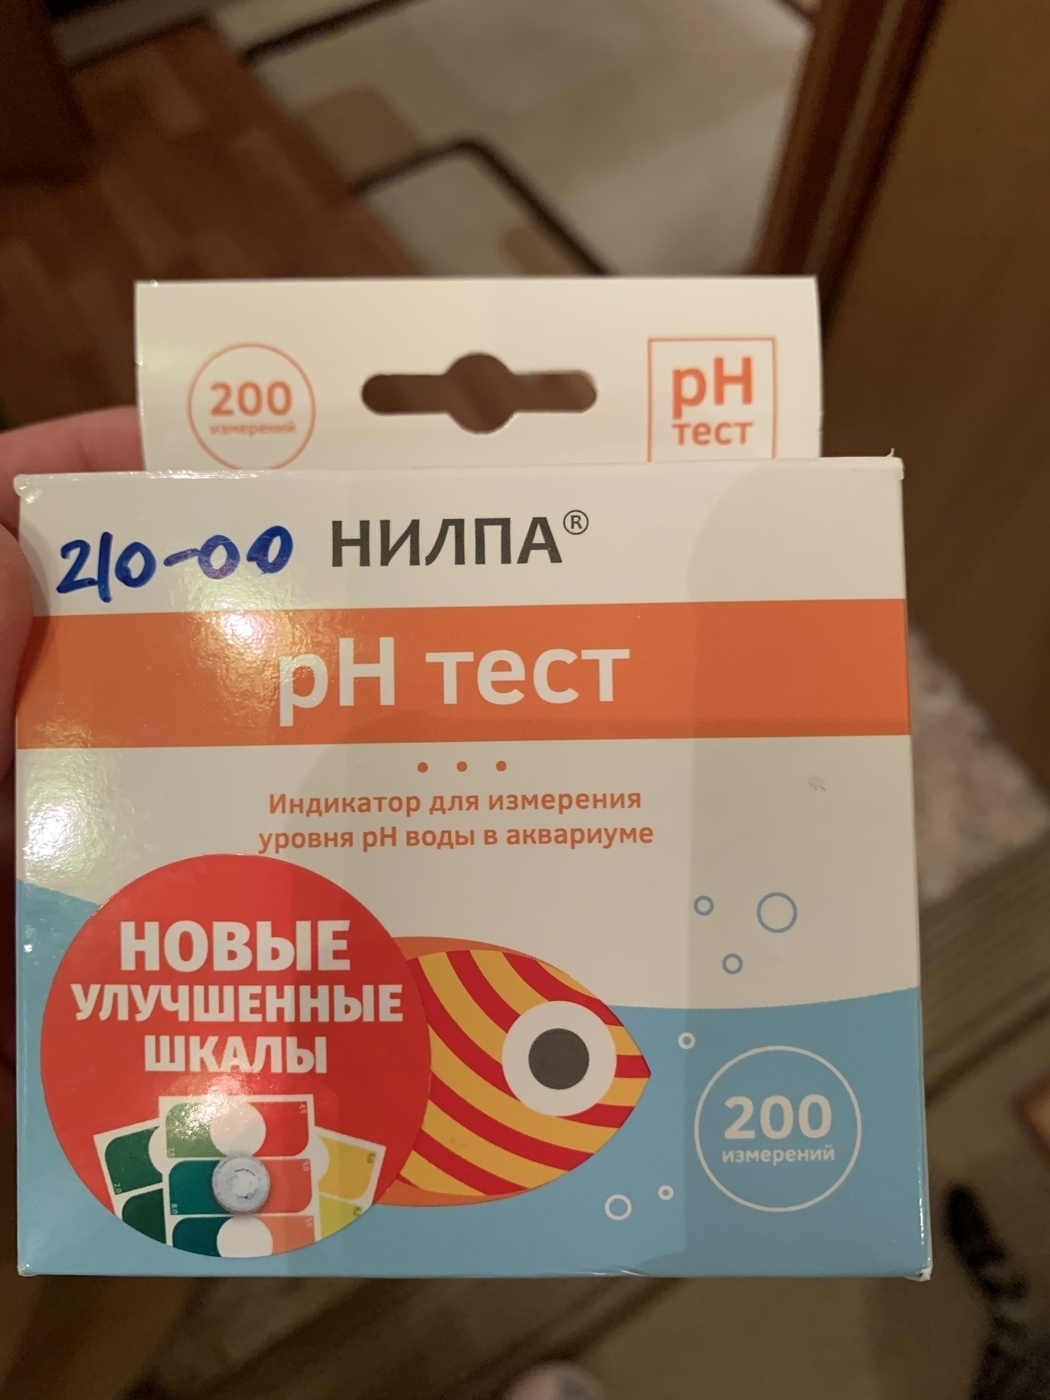 200
измерений
pH
тест
210-00 НИЛПА®
pH тест
Индикатор для измерения
уровня pH воды в аквариуме
НОВЫЕ
УЛУЧШЕННЫЕ
ШКАЛЫ
200
измерений